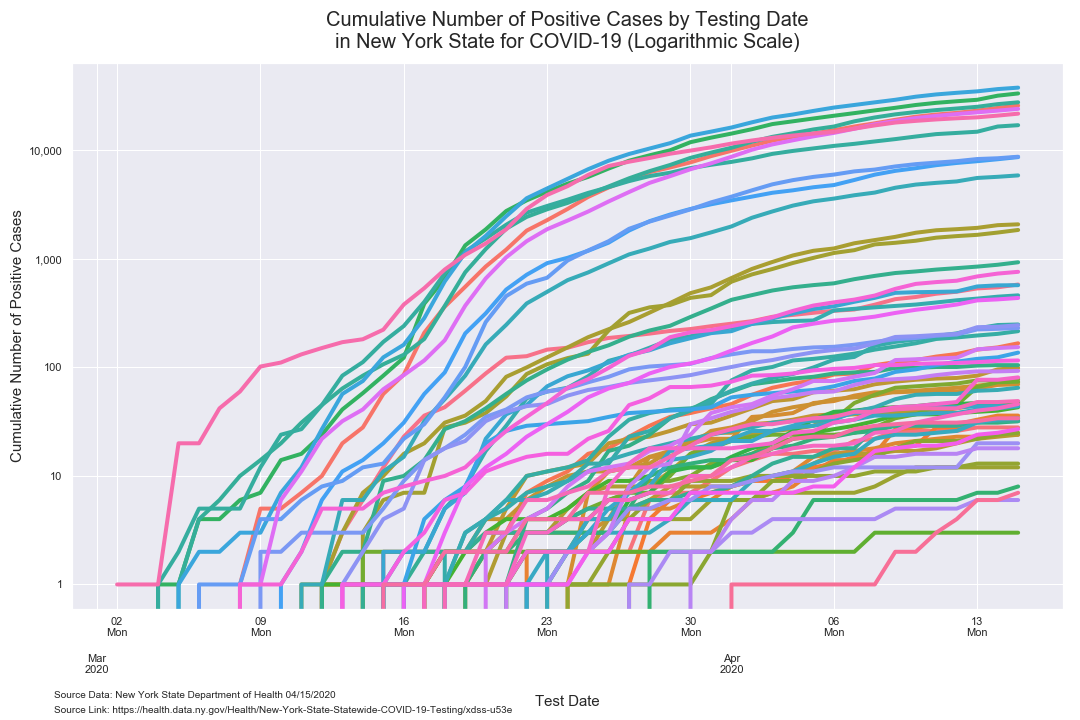 Cumulative Number of Positive Cases by Testing Date
in New York State for COVID-19 (Logarithmic Scale)
Cumulative Number of Positive Cases
10,000
1,000
100
10
1
02 09 16 23 30 06 13
Mon Mon Mon Mon Mon Mon Mon
Mar Apr
2020 2020
Test Date
Source Data: New York State Department of Health 04/15/2020
Source Link: https://health.data.ny.gov/Health/New-York-State-Statewide-COVID-19-Testing/xdss-u53e